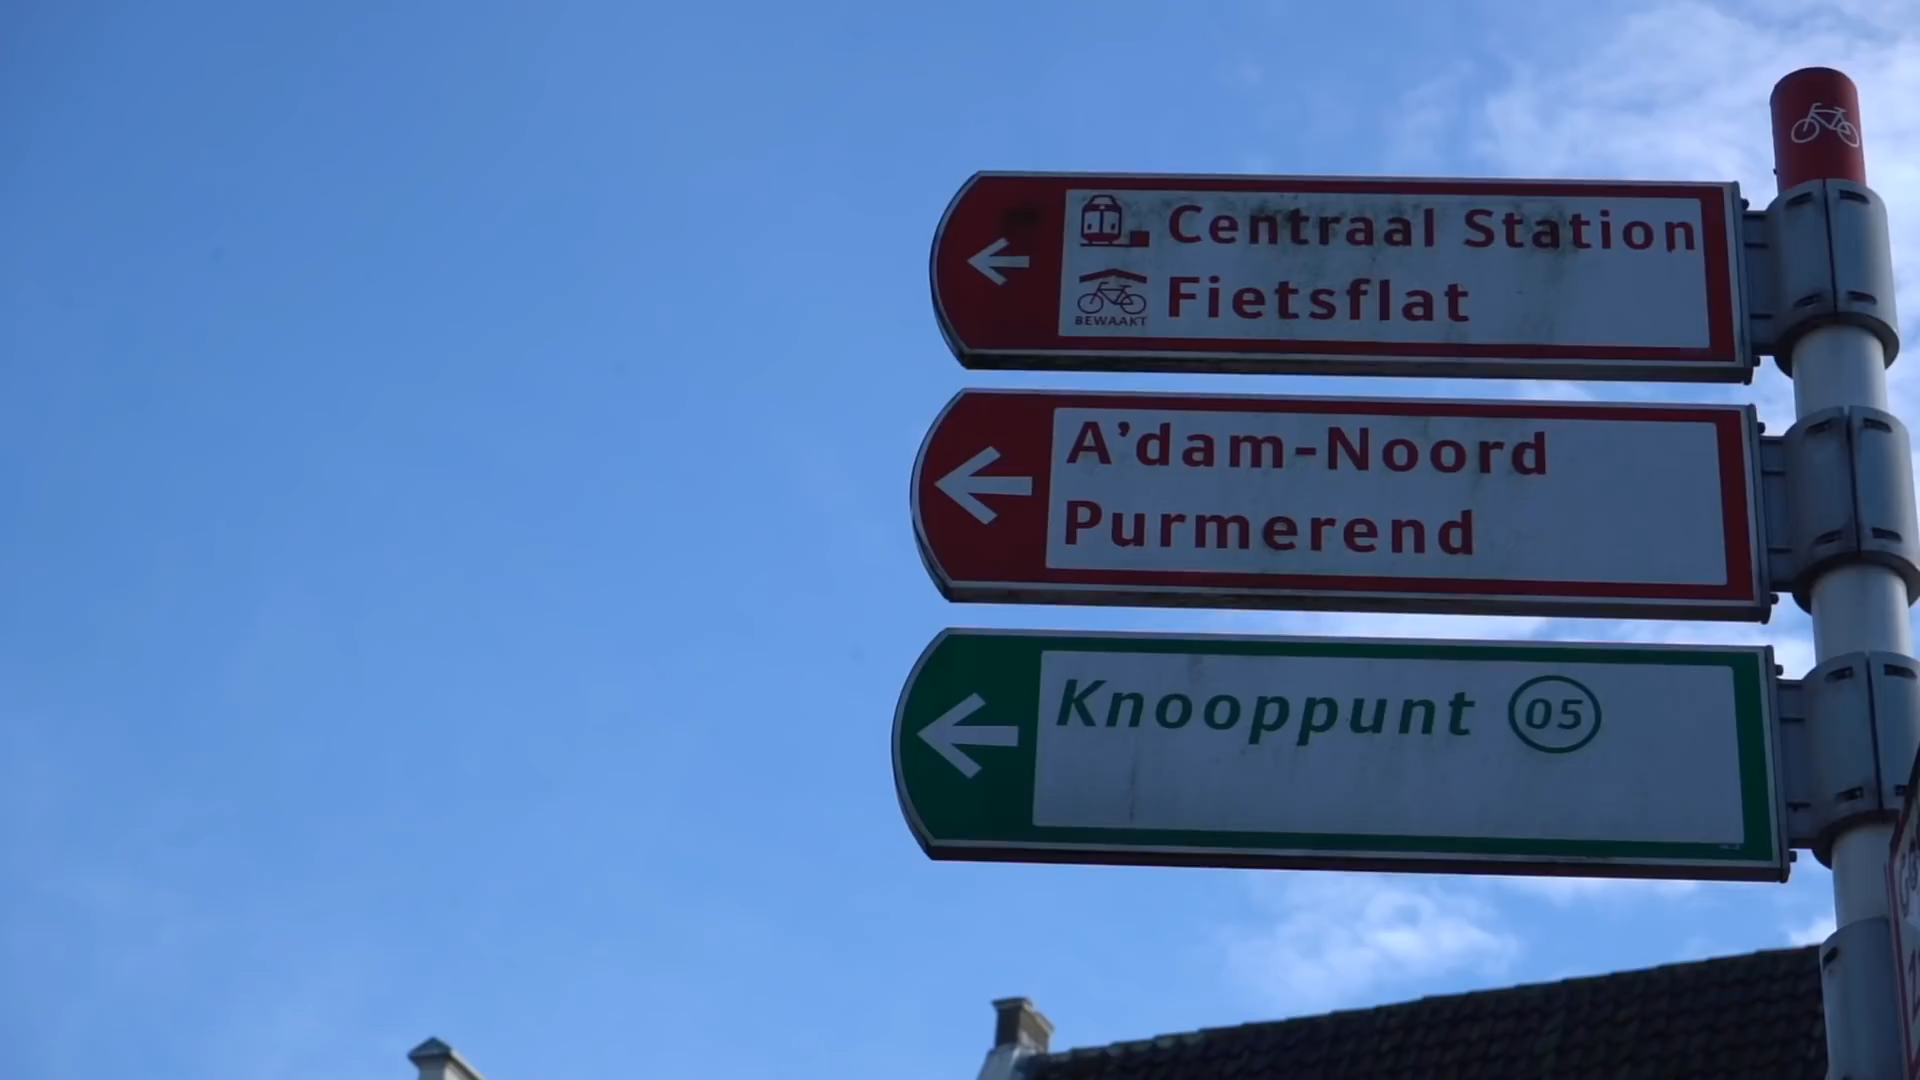 Centraal Station
BEWAAKT
Fietsflat
A'dam-Noord
Purmerend
Knooppunt 05